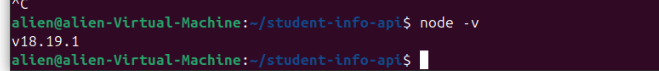 ^C
alien@alien-Virtual-Machine:~/student-info-api$ node -v
v18.19.1
alien@alien-Virtual-Machine:~/student-info-api$